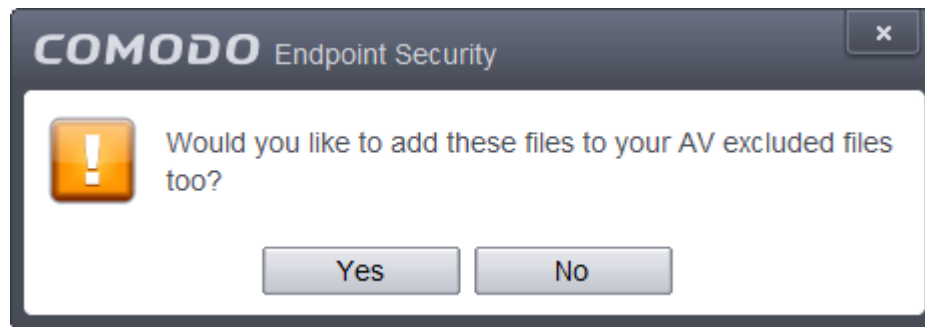 COMODO Endpoint Security
Would you like to add these files to your AV excluded files
too?
Yes No